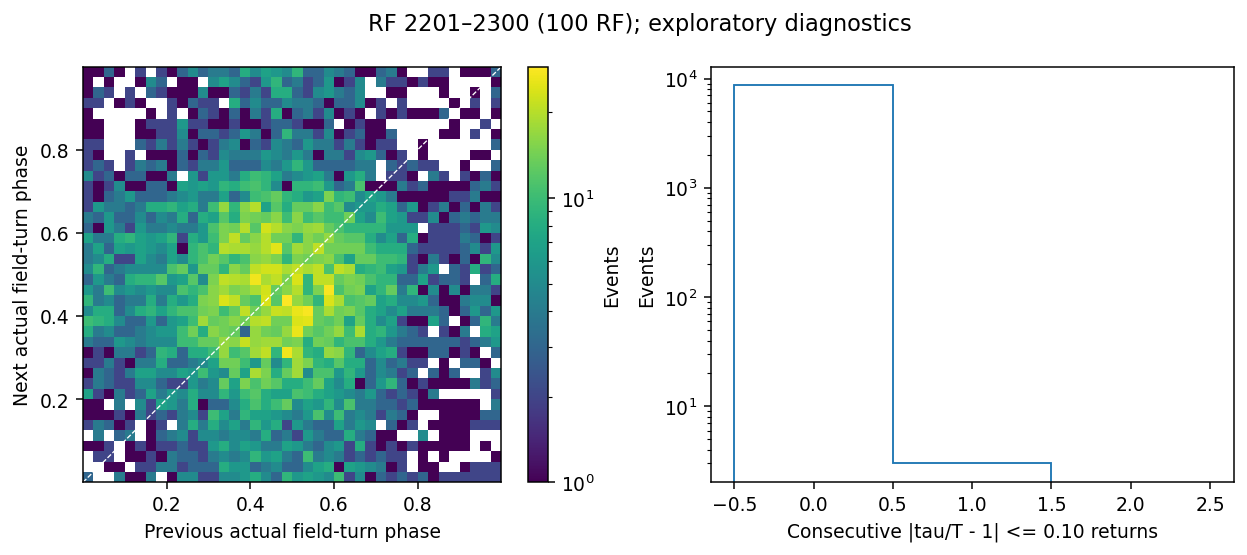 RF 2201–2300 (100 RF); exploratory diagnostics
Next actual field-turn phase
0.8
0.6
0.4
0.2
0.2 0.4 0.6 0.8
Previous actual field-turn phase
10¹
10⁰
Events
Events
10⁴
10³
10²
10¹
−0.5 0.0 0.5 1.0 1.5 2.0 2.5
Consecutive |tau/T - 1| <= 0.10 returns